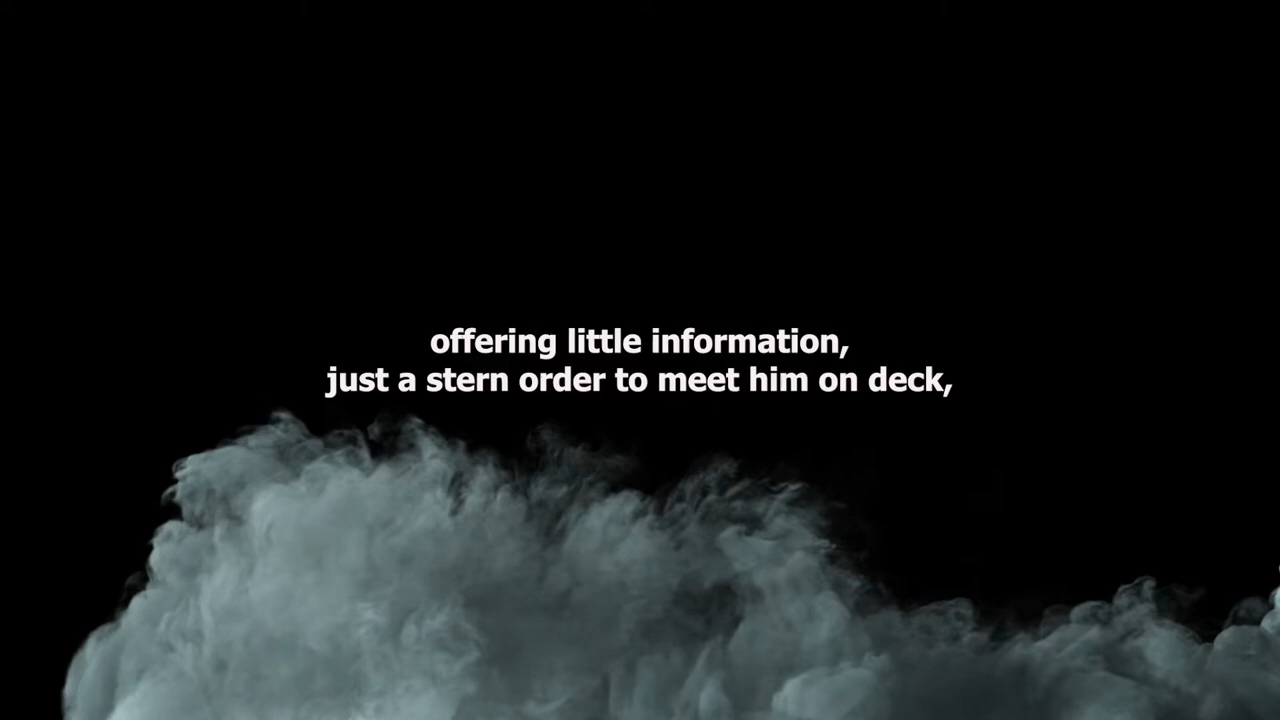 offering little information,
just a stern order to meet him on deck,